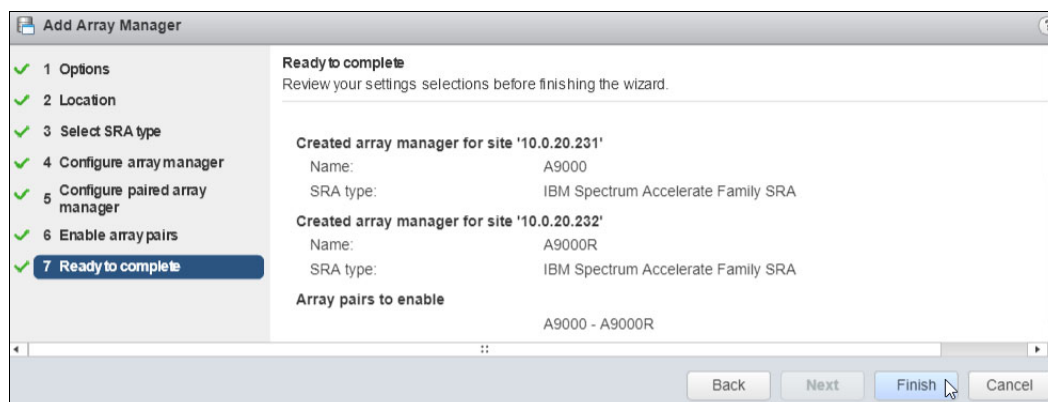 Add Array Manager
?
1 Options
2 Location
3 Select SRA type
4 Configure array manager
5 Configure paired array
manager
6 Enable array pairs
7 Ready to complete
Ready to complete
Review your settings selections before finishing the wizard.
Created array manager for site '10.0.20.231'
Name: A9000
SRA type: IBM Spectrum Accelerate Family SRA
Created array manager for site '10.0.20.232'
Name: A9000R
SRA type: IBM Spectrum Accelerate Family SRA
Array pairs to enable
A9000 - A9000R
Back Next Finish Cancel